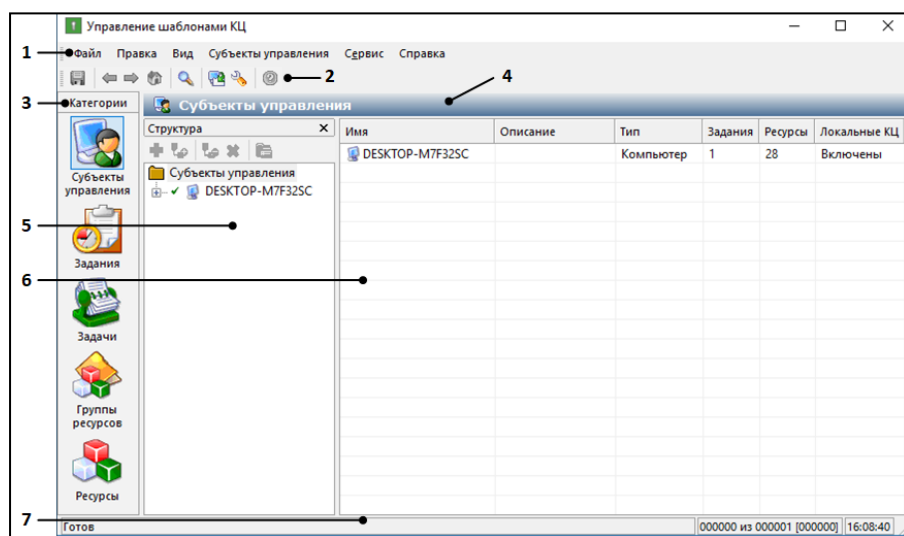 Управление шаблонами КЦ
1
Файл Правка Вид Субъекты управления Сервис Справка
2
3
Категории
Субъекты управления
4
Структура
Имя Описание Тип Задания Ресурсы Локальные КЦ
DESKTOP-M7F32SC Компьютер 1 28 Включены
Субъекты управления
DESKTOP-M7F32SC
5
6
Субъекты
управления
Задания
Задачи
Группы
ресурсов
Ресурсы
7
Готов
000000 из 000001 [000000] 16:08:40